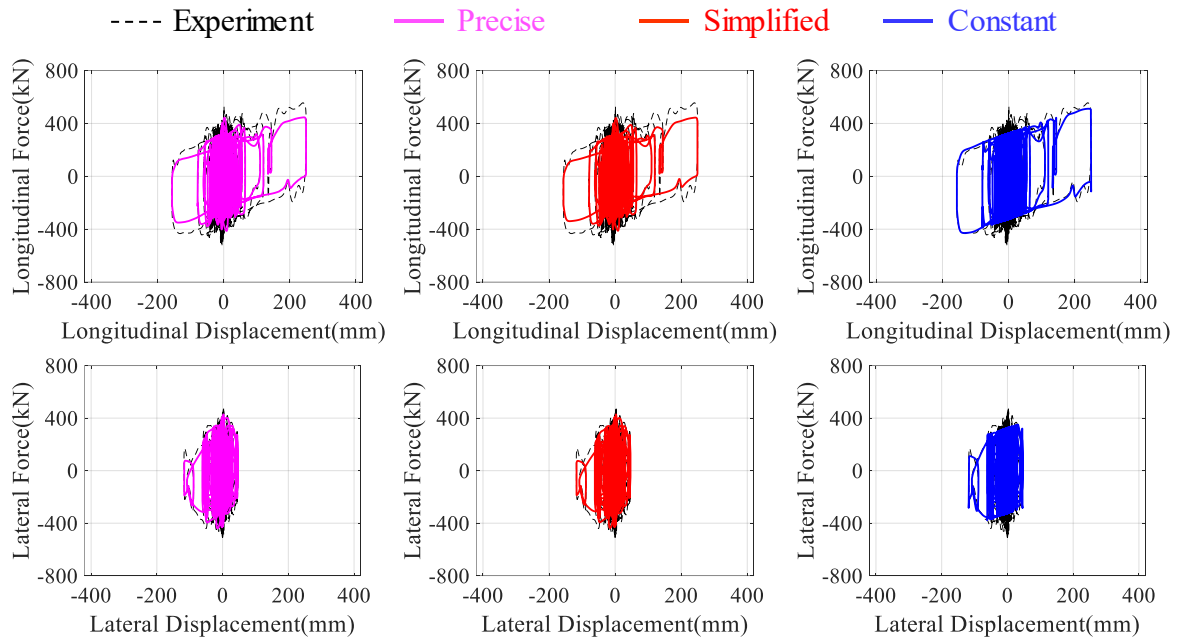 Experiment Precise Simplified Constant
800 400 0 -400 -800
Longitudinal Force(kN)
-400 -200 0 200 400
Longitudinal Displacement(mm)
800 400 0 -400 -800
Longitudinal Force(kN)
-400 -200 0 200 400
Longitudinal Displacement(mm)
800 400 0 -400 -800
Longitudinal Force(kN)
-400 -200 0 200 400
Longitudinal Displacement(mm)
800 400 0 -400 -800
Lateral Force(kN)
-400 -200 0 200 400
Lateral Displacement(mm)
800 400 0 -400 -800
Lateral Force(kN)
-400 -200 0 200 400
Lateral Displacement(mm)
800 400 0 -400 -800
Lateral Force(kN)
-400 -200 0 200 400
Lateral Displacement(mm)